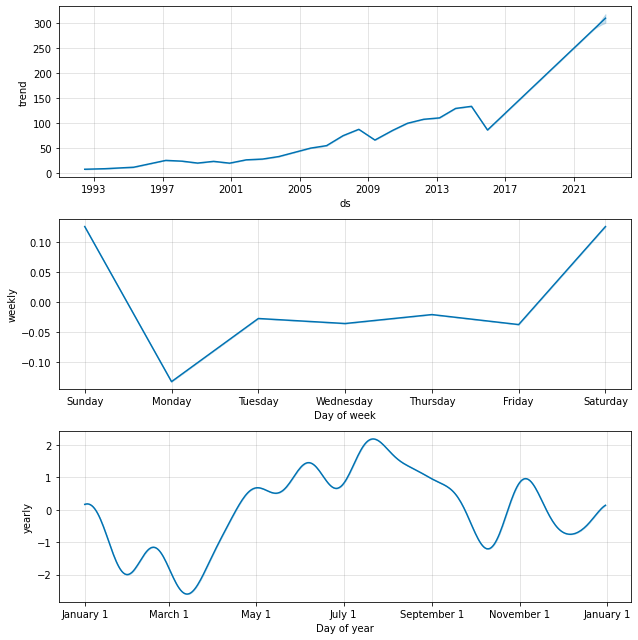 300
250
200
150
100
50
0
trend
1993 1997 2001 2005 2009 2013 2017 2021
ds
0.10
0.05
0.00
−0.05
−0.10
weekly
Sunday Monday Tuesday Wednesday Thursday Friday Saturday
Day of week
2
1
0
−1
−2
yearly
January 1 March 1 May 1 July 1 September 1 November 1 January 1
Day of year